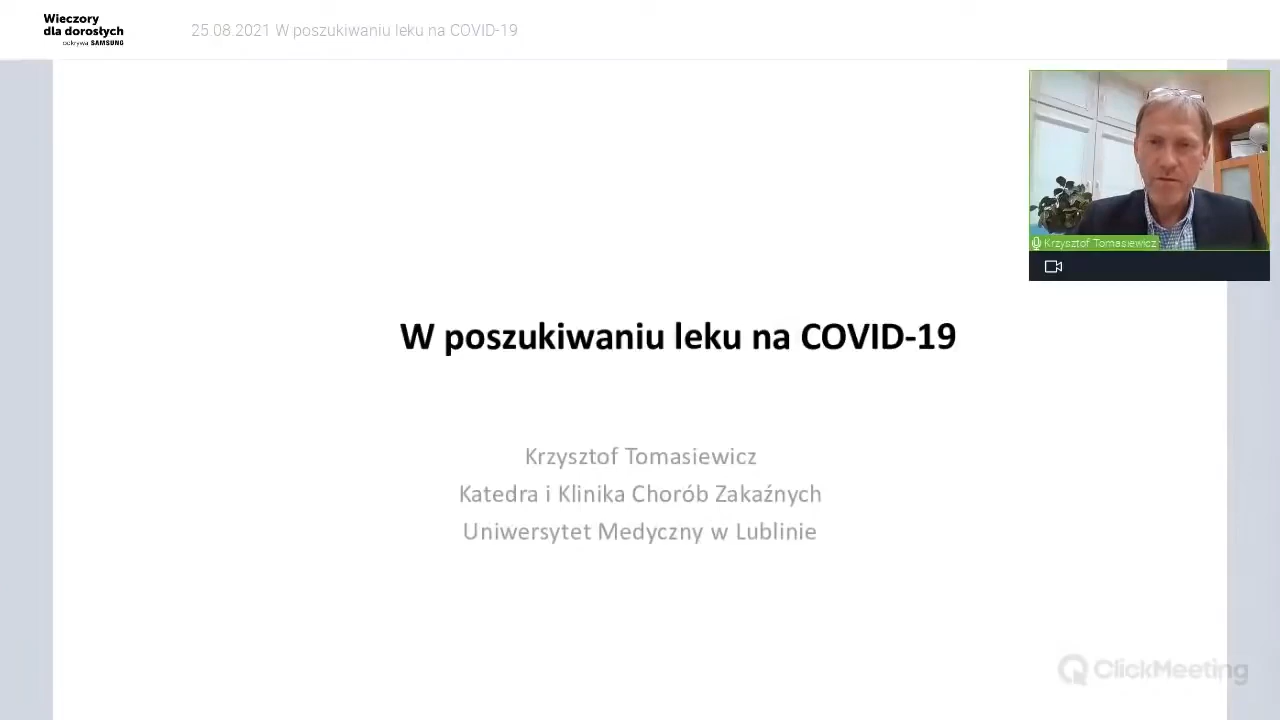 Wieczory
dla dorosłych
odkrywa SAMSUNG
25.08.2021 W poszukiwaniu leku na COVID-19
Krzysztof Tomasiewicz
W poszukiwaniu leku na COVID-19
Krzysztof Tomasiewicz
Katedra i Klinika Chorób Zakaźnych
Uniwersytet Medyczny w Lublinie
ClickMeeting